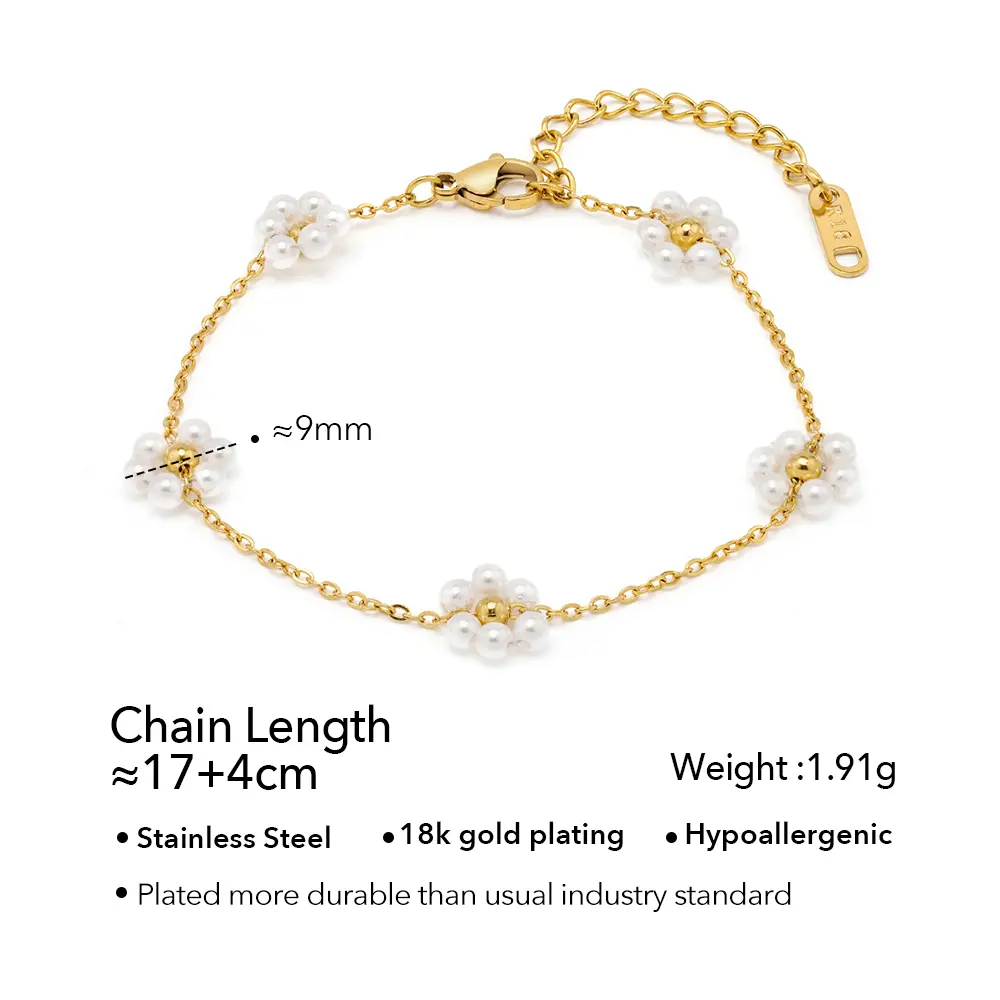 ≈9mm
Chain Length
≈17+4cm
Weight :1.91g
• Stainless Steel
• 18k gold plating
• Hypoallergenic
• Plated more durable than usual industry standard